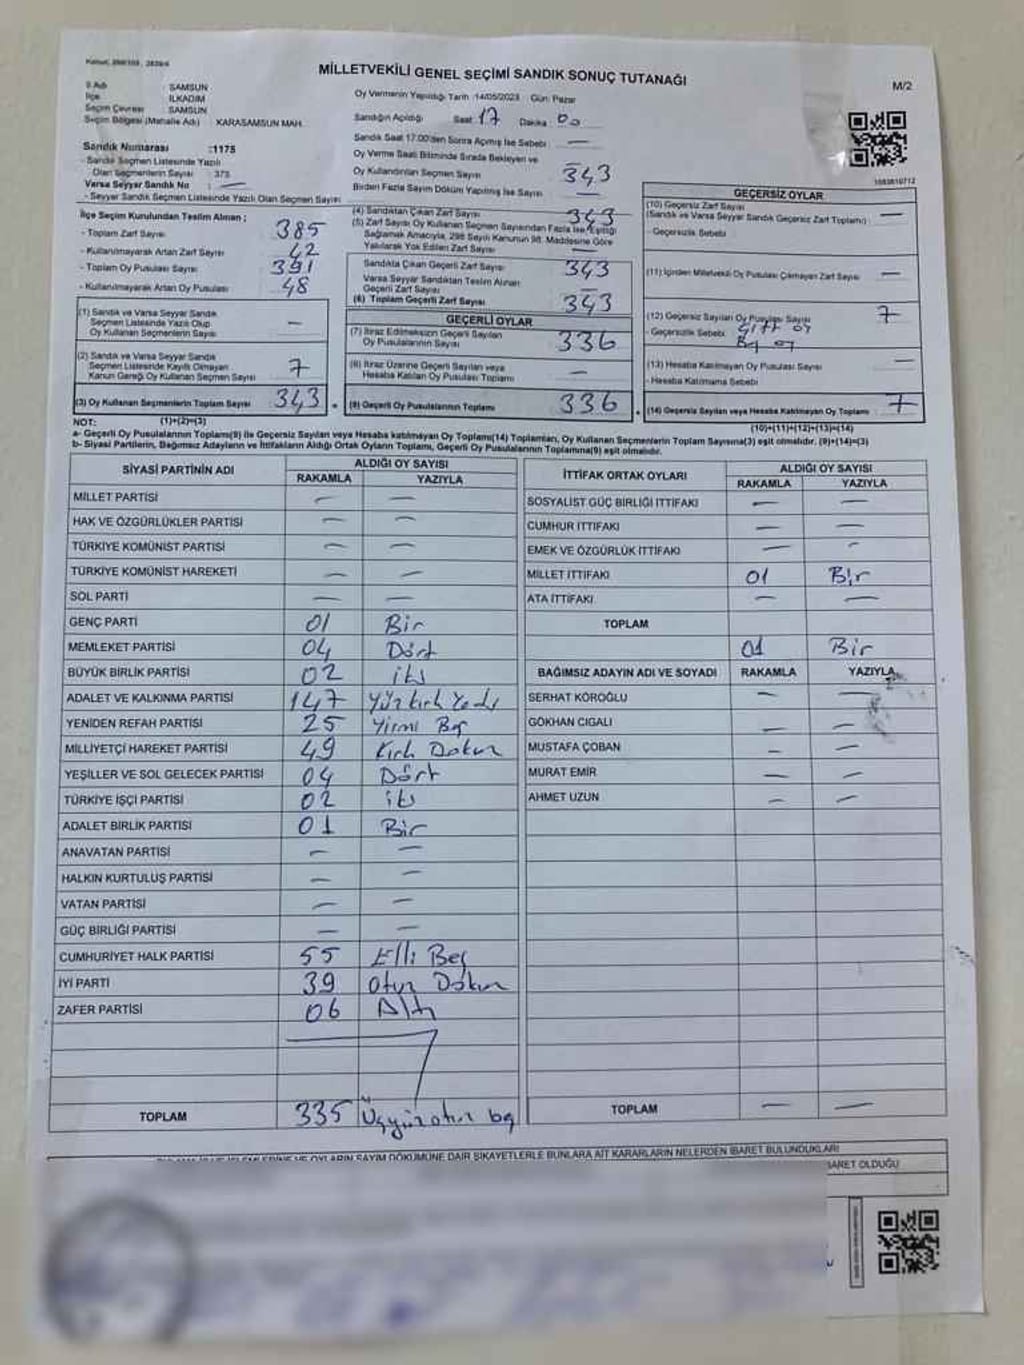 MİLLETVEKİLİ GENEL SEÇİMİ SANDIK SONUÇ TUTANAĞI
M/2
İl Adı SAMSUN
İlçe İLKADIM
Seçim Çevresi SAMSUN
Seçim Bölgesi (Mahalle Adı) : KARASAMSUN MAH.
Oy Vermenin Yapıldığı Tarih :14/05/2023 Gün: Pazar
Sandığın Açıldığı Saat 17 Dakika 00
Sandık Saat 17.00'den Sonra Açılmış İse Sebebi : —
Oy Verme Saati Bitiminde Sırada Bekleyen ve
Oy Kullandırılan Seçmen Sayısı 343
Birden Fazla Sayım Döküm Yapılmış İse Sayısı —
Sandık Numarası :1175
- Sandık Seçmen Listesinde Yazılı
Olan Seçmenlerin Sayısı : 375
Varsa Seyyar Sandık No : —
- Seyyar Sandık Seçmen Listesinde Yazılı Olan Seçmen Sayısı
İlçe Seçim Kurulundan Teslim Alınan ;
- Toplam Zarf Sayısı 385
- Kullanılmayarak Artan Zarf Sayısı 42
- Toplam Oy Pusulası Sayısı 391
- Kullanılmayarak Artan Oy Pusulası 48
(1) Sandık ve Varsa Seyyar Sandık
Seçmen Listesinde Yazılı Olup
Oy Kullanan Seçmenlerin Sayısı —
(2) Sandık ve Varsa Seyyar Sandık
Seçmen Listesinde Kayıtlı Olmayan
Kanun Gereği Oy Kullanan Seçmen Sayısı 7
(3) Oy Kullanan Seçmenlerin Toplam Sayısı 343
(1)+(2)=(3)
(4) Sandıktan Çıkan Zarf Sayısı 343
(5) Zarf Sayısı Oy Kullanan Seçmen Sayısından Fazla İse, Eşitliği
Sağlamak Amacıyla, 298 Sayılı Kanunun 98. Maddesine Göre
Yakılarak Yok Edilen Zarf Sayısı —
Sandıkta Çıkan Geçerli Zarf Sayısı 343
Varsa Seyyar Sandıktan Teslim Alınan
Geçerli Zarf Sayısı —
(6) Toplam Geçerli Zarf Sayısı 343
GEÇERLİ OYLAR
(7) İtiraz Edilmeksizin Geçerli Sayılan
Oy Pusulalarının Sayısı 336
(8) İtiraz Üzerine Geçerli Sayılan veya
Hesaba Katılan Oy Pusulası Toplamı —
(9) Geçerli Oy Pusulalarının Toplamı 336
1683810712
GEÇERSİZ OYLAR
(10) Geçersiz Zarf Sayısı
(Sandık ve Varsa Seyyar Sandık Geçersiz Zarf Toplamı) : —
- Geçersizlik Sebebi
(11) İçinden Milletvekili Oy Pusulası Çıkmayan Zarf Sayısı —
(12) Geçersiz Sayılan Oy Pusulası Sayısı 7
- Geçersizlik Sebebi : Çift oy
Boş oy
(13) Hesaba Katılmayan Oy Pusulası Sayısı —
- Hesaba Katılmama Sebebi
(14) Geçersiz Sayılan veya Hesaba Katılmayan Oy Toplamı 7
(10)+(11)+(12)+(13)=(14)
NOT:
a- Geçerli Oy Pusulalarının Toplamı(9) ile Geçersiz Sayılan veya Hesaba katılmayan Oy Toplamı(14) Toplamları, Oy Kullanan Seçmenlerin Toplam Sayısına(3) eşit olmalıdır. (9)+(14)=(3)
b- Siyasi Partilerin, Bağımsız Adayların ve İttifakların Aldığı Ortak Oyların Toplamı, Geçerli Oy Pusulalarının Toplamına(9) eşit olmalıdır.
SİYASİ PARTİNİN ADI ALDIĞI OY SAYISI
RAKAMLA YAZIYLA
MİLLET PARTİSİ — —
HAK VE ÖZGÜRLÜKLER PARTİSİ — —
TÜRKİYE KOMÜNİST PARTİSİ — —
TÜRKİYE KOMÜNİST HAREKETİ — —
SOL PARTİ — —
GENÇ PARTİ 01 Bir
MEMLEKET PARTİSİ 04 Dört
BÜYÜK BİRLİK PARTİSİ 02 iki
ADALET VE KALKINMA PARTİSİ 147 Yüz kırk Yedi
YENİDEN REFAH PARTİSİ 25 Yirmi Beş
MİLLİYETÇİ HAREKET PARTİSİ 49 Kırk Dokuz
YEŞİLLER VE SOL GELECEK PARTİSİ 04 Dört
TÜRKİYE İŞÇİ PARTİSİ 02 iki
ADALET BİRLİK PARTİSİ 01 Bir
ANAVATAN PARTİSİ — —
HALKIN KURTULUŞ PARTİSİ — —
VATAN PARTİSİ — —
GÜÇ BİRLİĞİ PARTİSİ — —
CUMHURİYET HALK PARTİSİ 55 Elli Beş
İYİ PARTİ 39 Otuz Dokuz
ZAFER PARTİSİ 06 Altı
TOPLAM 335 Üçyüz otuz beş
İTTİFAK ORTAK OYLARI ALDIĞI OY SAYISI
RAKAMLA YAZIYLA
SOSYALİST GÜÇ BİRLİĞİ İTTİFAKI — —
CUMHUR İTTİFAKI — —
EMEK VE ÖZGÜRLÜK İTTİFAKI — —
MİLLET İTTİFAKI 01 Bir
ATA İTTİFAKI — —
TOPLAM
01 Bir
BAĞIMSIZ ADAYIN ADI VE SOYADI RAKAMLA YAZIYLA
SERHAT KÖROĞLU — —
GÖKHAN CIGALI —
MUSTAFA ÇOBAN — —
MURAT EMİR — —
AHMET UZUN — —
TOPLAM — —
OYLARIN SAYIM DÖKÜMÜNE DAİR ŞİKAYETLERLE BUNLARA AİT KARARLARIN NELERDEN İBARET BULUNDUKLARI
İBARET OLDUĞU